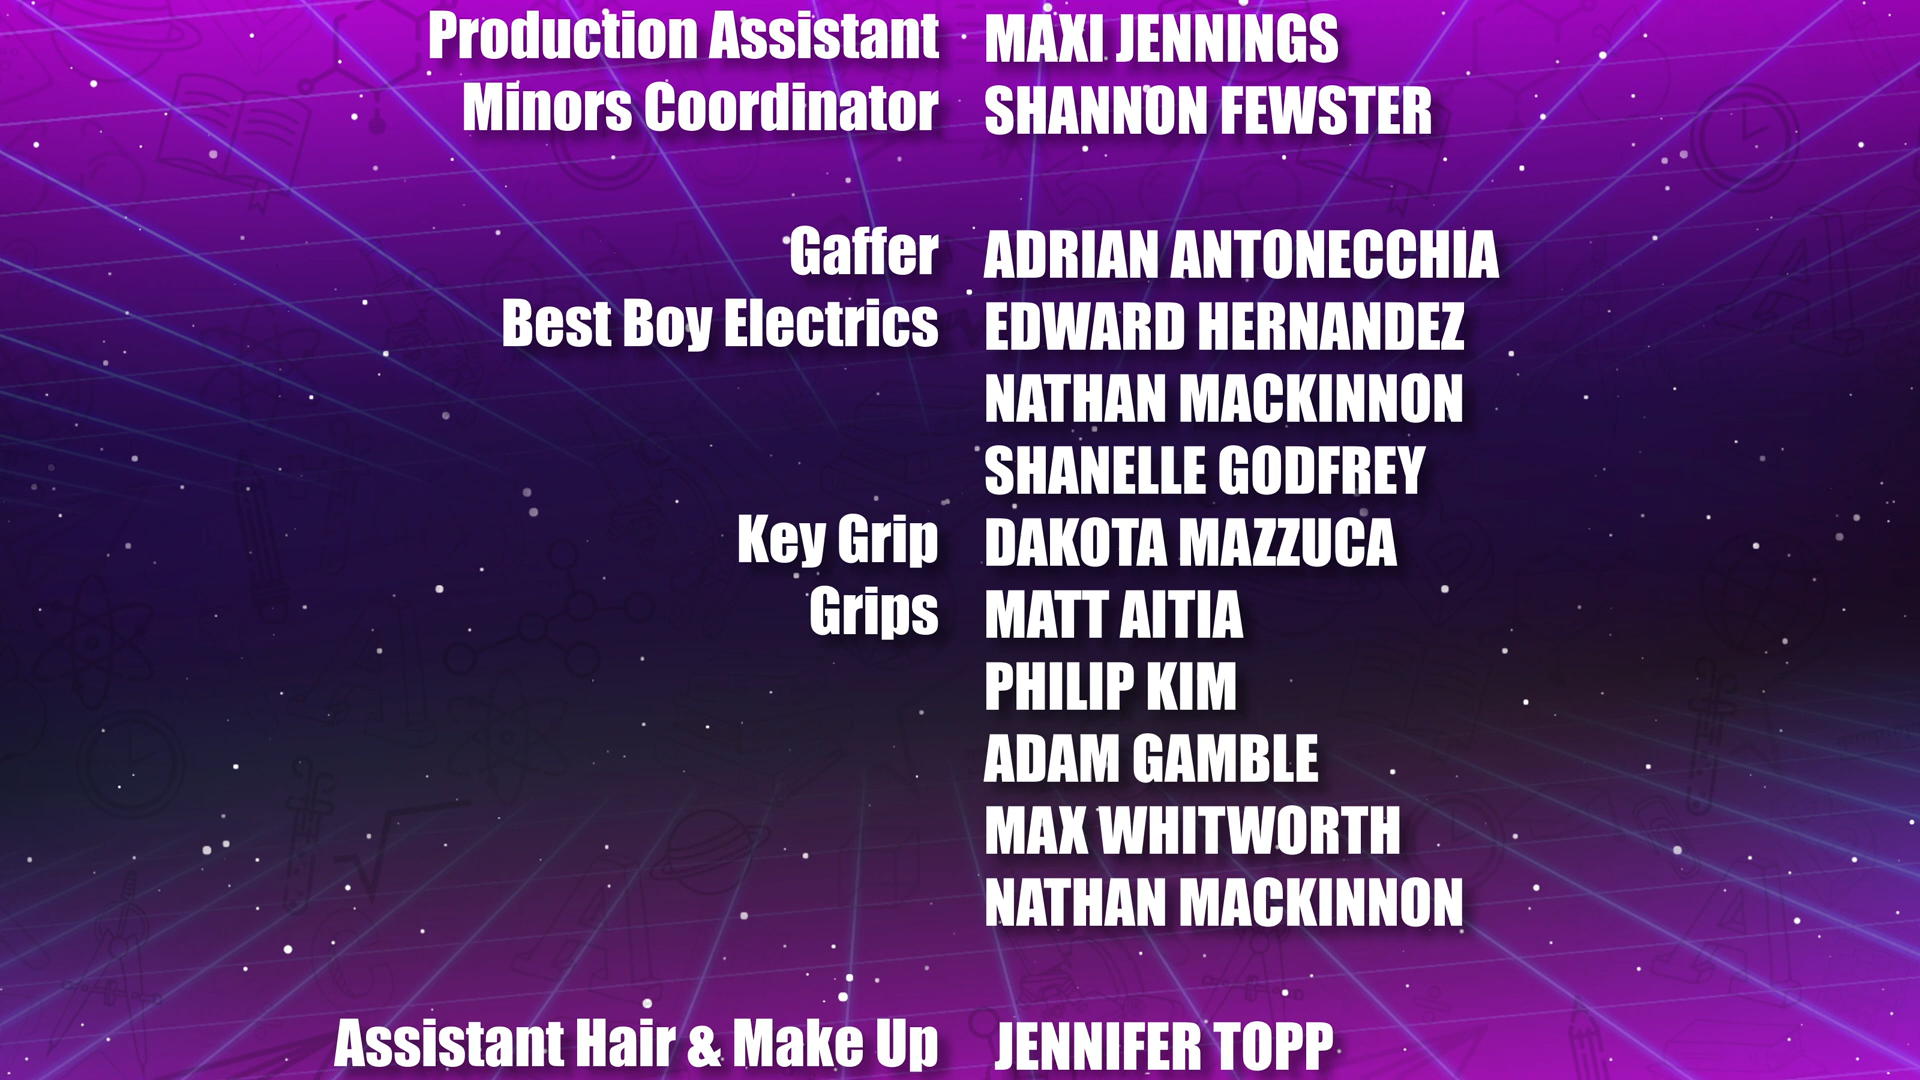 Production Assistant MAXI JENNINGS
Minors Coordinator SHANNON FEWSTER
Gaffer ADRIAN ANTONECCHIA
Best Boy Electrics EDWARD HERNANDEZ
NATHAN MACKINNON
SHANELLE GODFREY
Key Grip DAKOTA MAZZUCA
Grips MATT AITIA
PHILIP KIM
ADAM GAMBLE
MAX WHITWORTH
NATHAN MACKINNON
Assistant Hair & Make Up JENNIFER TOPP